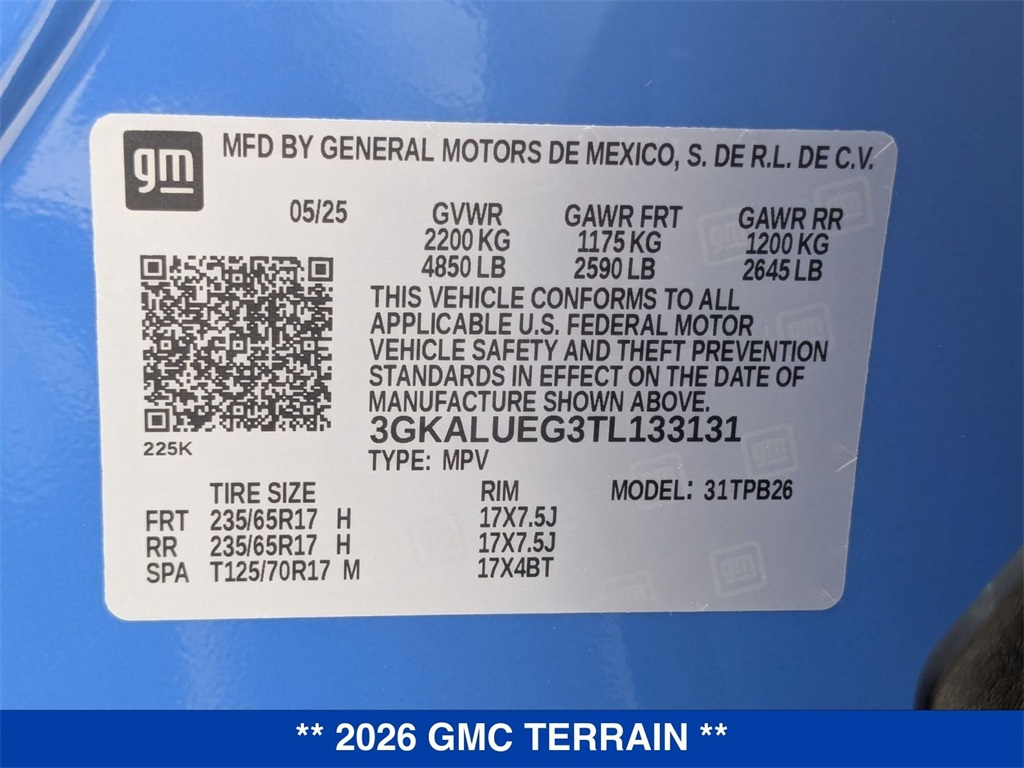 gm
MFD BY GENERAL MOTORS DE MEXICO, S. DE R.L. DE C.V.
05/25 GVWR GAWR FRT GAWR RR
2200 KG 1175 KG 1200 KG
4850 LB 2590 LB 2645 LB
THIS VEHICLE CONFORMS TO ALL
APPLICABLE U.S. FEDERAL MOTOR
VEHICLE SAFETY AND THEFT PREVENTION
STANDARDS IN EFFECT ON THE DATE OF
MANUFACTURE SHOWN ABOVE.
3GKALUEG3TL133131
225K
TYPE: MPV
TIRE SIZE RIM MODEL: 31TPB26
FRT 235/65R17 H 17X7.5J
RR 235/65R17 H 17X7.5J
SPA T125/70R17 M 17X4BT
** 2026 GMC TERRAIN **